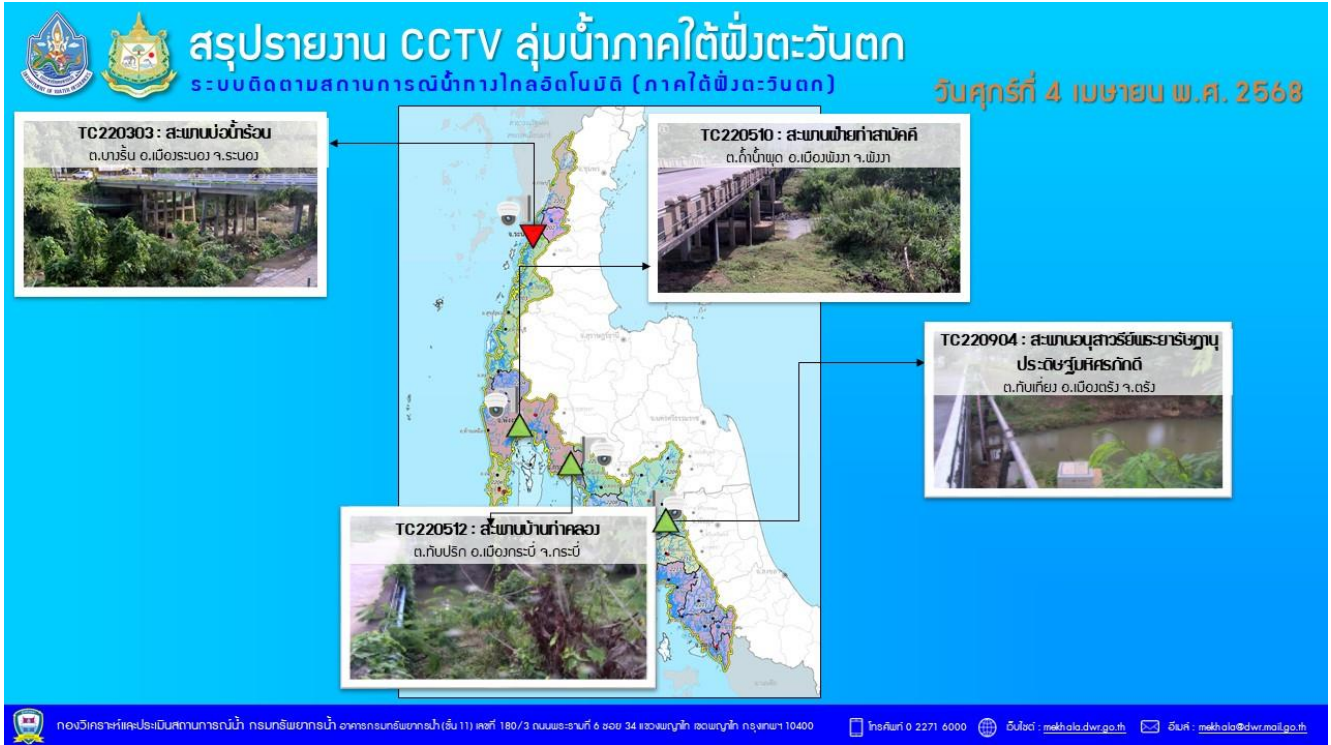 สรุปรายงาน CCTV ลุ่มน้ำภาคใต้ฝั่งตะวันตก
ระบบติดตามสถานการณ์น้ำทางไกลอัตโนมัติ (ภาคใต้ฝั่งตะวันตก)
วันศุกร์ที่ 4 เมษายน พ.ศ. 2568
TC220303 : สะพานบ่อน้ำร้อน
ต.บางริ้น อ.เมืองระนอง จ.ระนอง
TC220510 : สะพานฝ่ายท่าสามัคคี
ต.ถ้ำน้ำผุด อ.เมืองพังงา จ.พังงา
TC220904 : สะพานอนุสาวรีย์พระยารัษฎานุ
ประดิษฐ์มหิศรภักดี
ต.ทับเที่ยง อ.เมืองตรัง จ.ตรัง
TC220512 : สะพานบ้านท่าคลอง
ต.ทับปริก อ.เมืองกระบี่ จ.กระบี่
กองวิเคราะห์และประเมินสถานการณ์น้ำ กรมทรัพยากรน้ำ อาคารกรมทรัพยากรน้ำ (ชั้น 11) เลขที่ 180/3 ถนนพระรามที่ 6 ซอย 34 แขวงพญาไท เขตพญาไท กรุงเทพฯ 10400 โทรศัพท์ 0 2271 6000 เว็บไซต์ : mekhala.dwr.go.th อีเมล์ : mekhala@dwr.mail.go.th